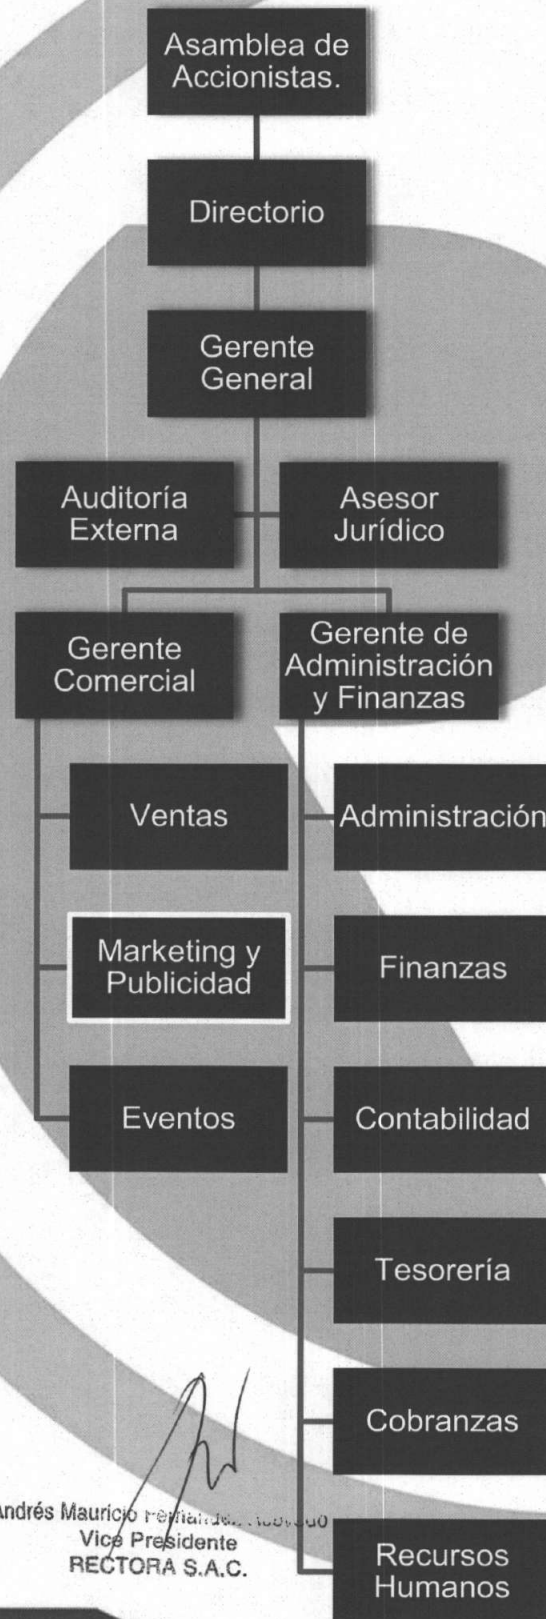 Asamblea de
Accionistas.
Directorio
Gerente
General
Auditoría
Externa
Asesor
Jurídico
Gerente
Comercial
Gerente de
Administración
y Finanzas
Ventas
Administración
Marketing y
Publicidad
Finanzas
Eventos
Contabilidad
Tesorería
Cobranzas
Andrés Mauricio
Vice Presidente
RECTORA S.A.C.
Recursos
Humanos